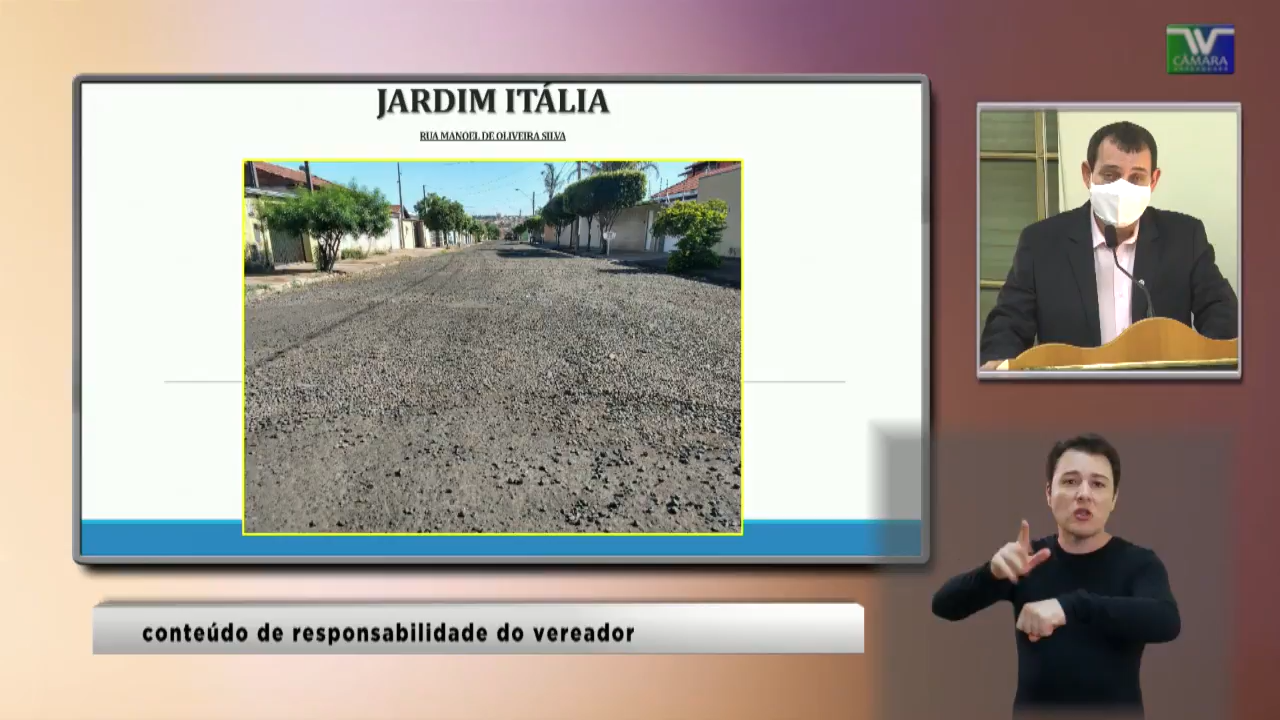 JARDIM ITÁLIA
RUA MANOEL DE OLIVEIRA SILVA
W
CÂMARA
conteúdo de responsabilidade do vereador